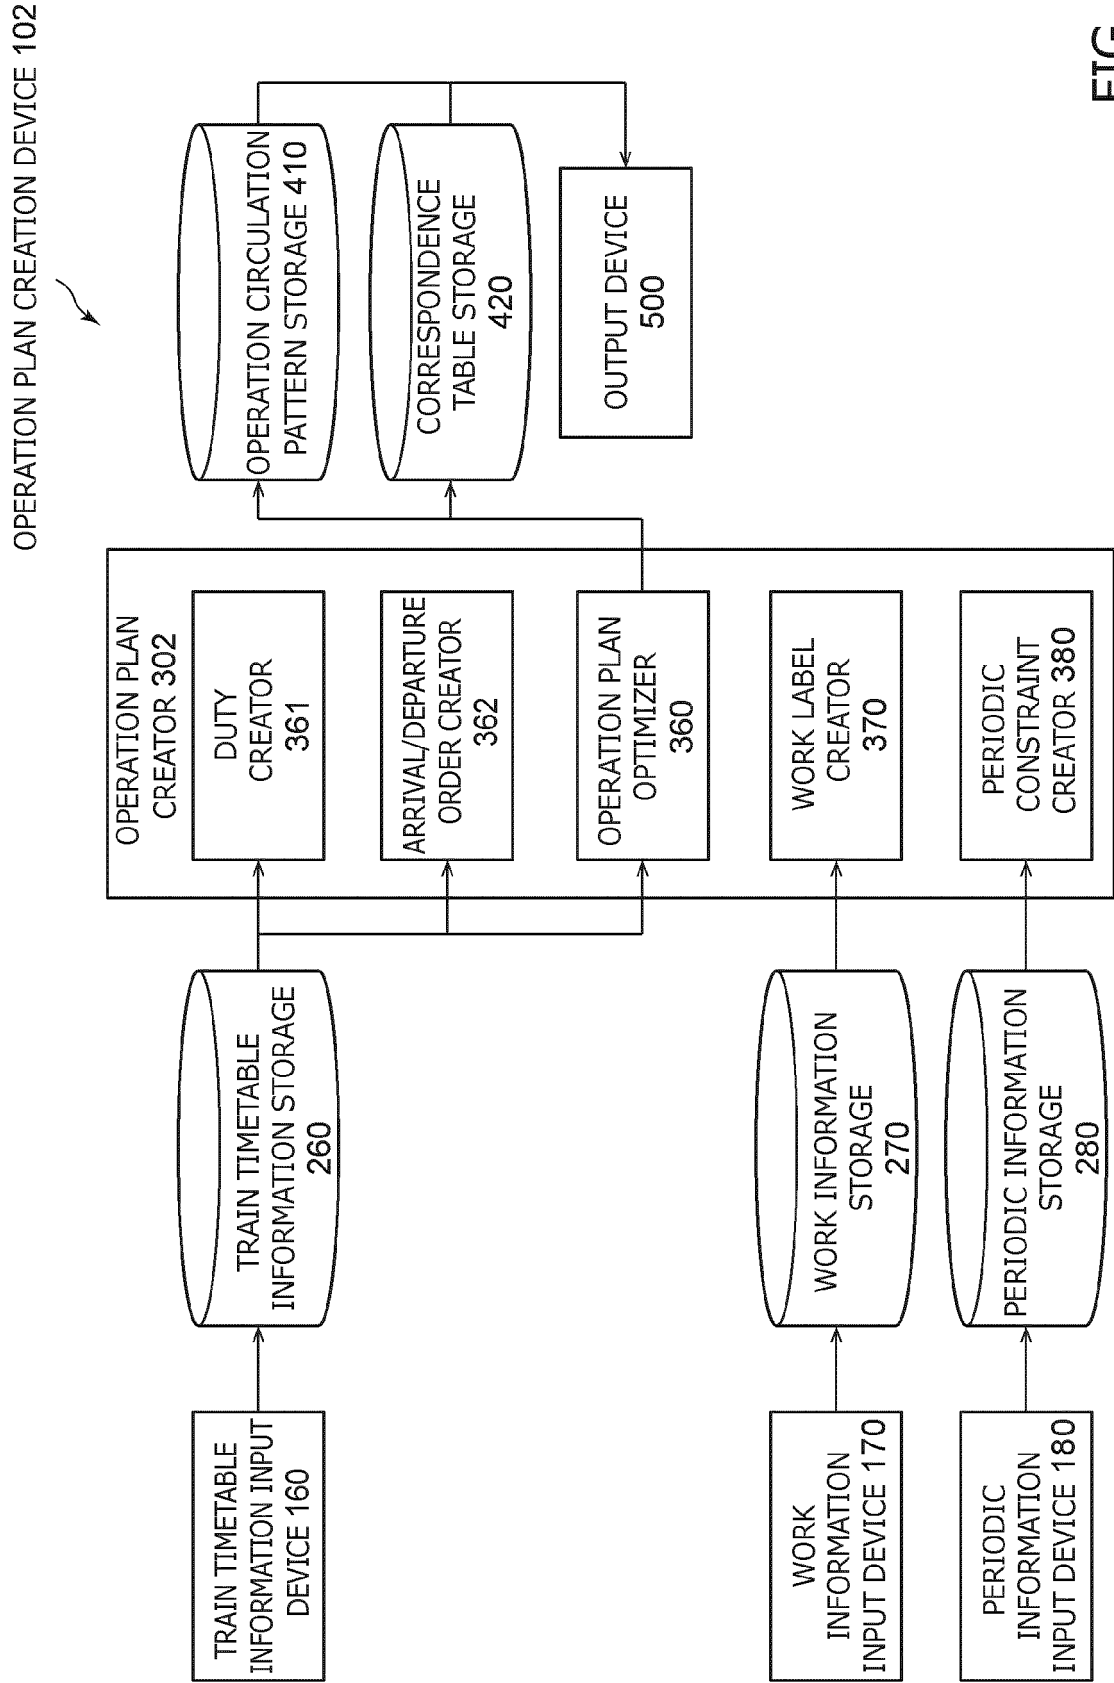 OPERATION PLAN CREATION DEVICE 102
TRAIN TIMETABLE
INFORMATION INPUT
DEVICE 160
TRAIN TIMETABLE
INFORMATION STORAGE
260
OPERATION PLAN
CREATOR 302
DUTY
CREATOR
361
ARRIVAL/DEPARTURE
ORDER CREATOR
362
OPERATION PLAN
OPTIMIZER
360
OPERATION CIRCULATION
PATTERN STORAGE 410
CORRESPONDENCE
TABLE STORAGE
420
OUTPUT DEVICE
500
WORK
INFORMATION
INPUT DEVICE 170
WORK INFORMATION
STORAGE
270
WORK LABEL
CREATOR
370
PERIODIC
INFORMATION
INPUT DEVICE 180
PERIODIC INFORMATION
STORAGE
280
PERIODIC
CONSTRAINT
CREATOR 380
FIG